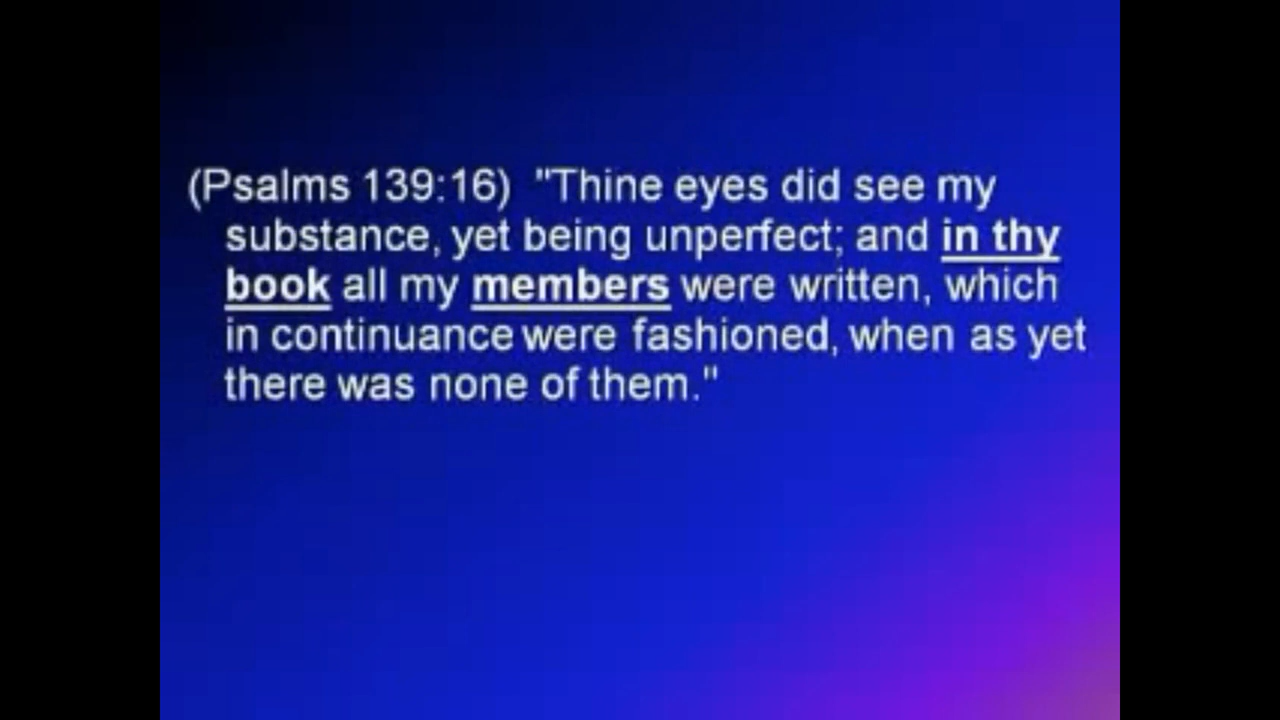 (Psalms 139:16)  "Thine eyes did see my
substance, yet being unperfect; and in thy
book all my members were written, which
in continuance were fashioned, when as yet
there was none of them."